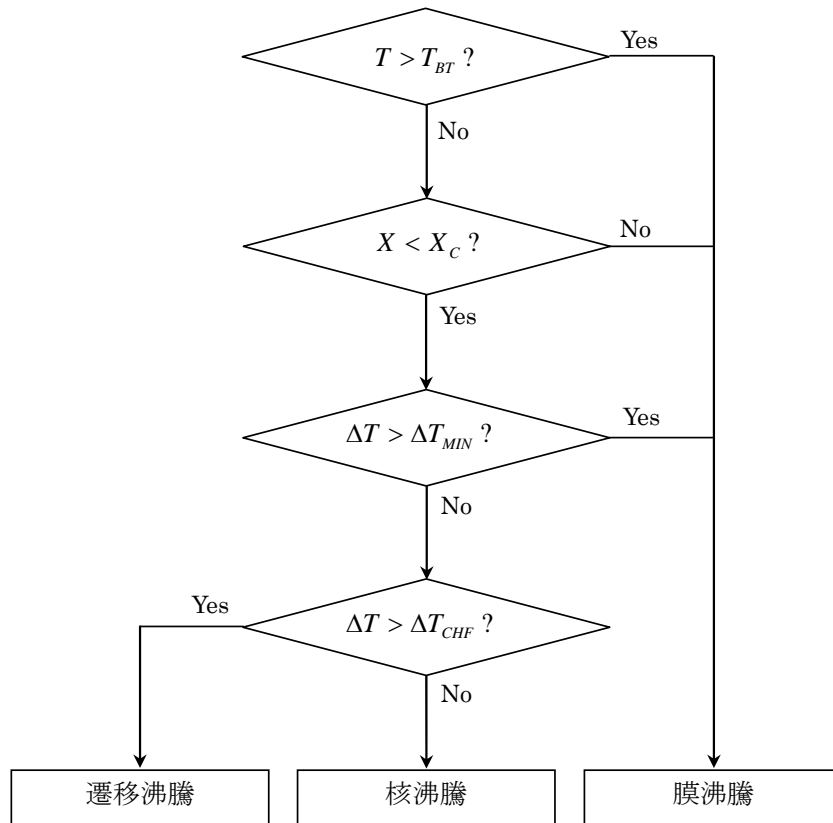 T > T_BT ?
Yes
No
X < X_C ?
No
Yes
ΔT > ΔT_MIN ?
Yes
No
Yes
ΔT > ΔT_CHF ?
No
遷移沸騰
核沸騰
膜沸騰